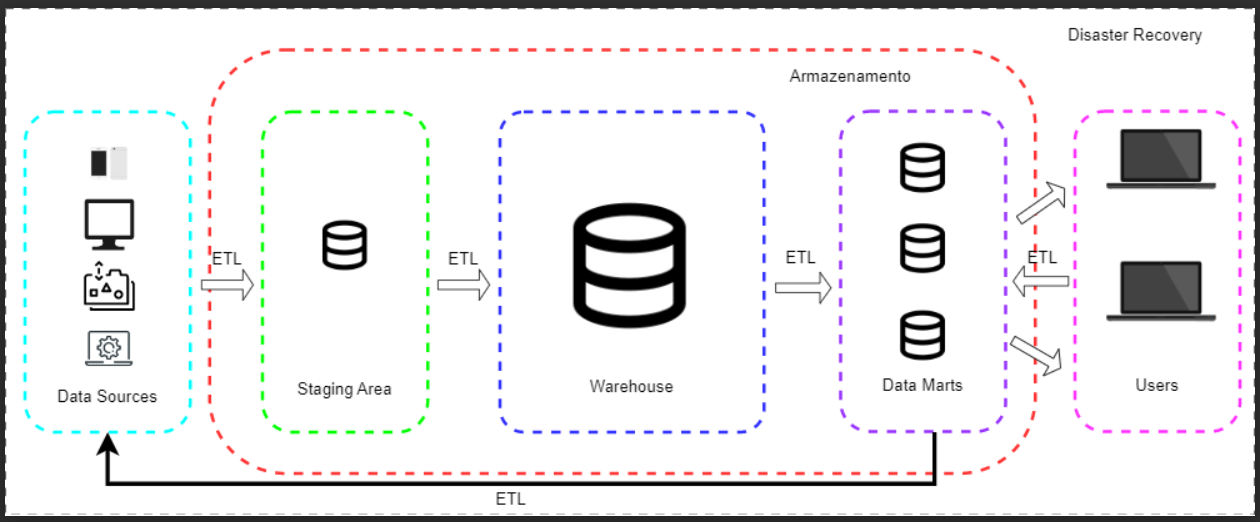 Disaster Recovery
Armazenamento
ETL
ETL
ETL
ETL
Data Sources
Staging Area
Warehouse
Data Marts
Users
ETL